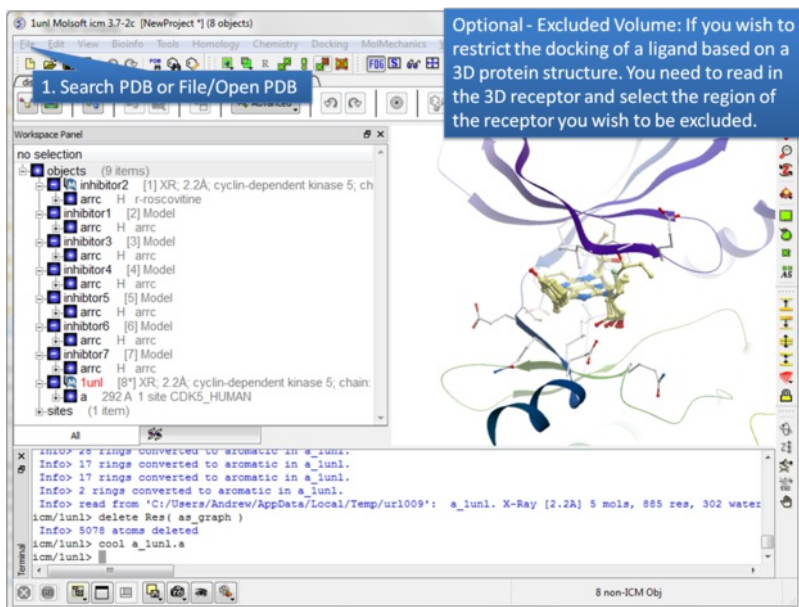 1unl Molsoft icm 3.7-2c [NewProject *] (8 objects)
File Edit View Bioinfo Tools Homology Chemistry Docking MolMechanics
Optional - Excluded Volume: If you wish to
restrict the docking of a ligand based on a
3D protein structure. You need to read in
the 3D receptor and select the region of
the receptor you wish to be excluded.
1. Search PDB or File/Open PDB
Workspace Panel
no selection
objects (9 items)
inhibitor2 [1] XR; 2.2Å; cyclin-dependent kinase 5; ch
arrc H r-roscovitine
inhibitor1 [2] Model
arrc H arrc
inhibitor3 [3] Model
arrc H arrc
inhibitor4 [4] Model
arrc H arrc
inhibtor5 [5] Model
arrc H arrc
inhibitor6 [6] Model
arrc H arrc
inhibitor7 [7] Model
arrc H arrc
1unl [8*] XR; 2.2Å; cyclin-dependent kinase 5; chain:
a 292 A 1 site CDK5_HUMAN
sites (1 item)
All
Info> 28 rings converted to aromatic in a_1unl.
Info> 17 rings converted to aromatic in a_1unl.
Info> 17 rings converted to aromatic in a_1unl.
Info> 2 rings converted to aromatic in a_1unl.
Info> read from 'C:/Users/Andrew/AppData/Local/Temp/url009': a_1unl. X-Ray [2.2A] 5 mols, 885 res, 302 water
icm/1unl> delete Res( as_graph )
Info> 5078 atoms deleted
icm/1unl> cool a_1unl.a
icm/1unl>
Terminal
8 non-ICM Obj